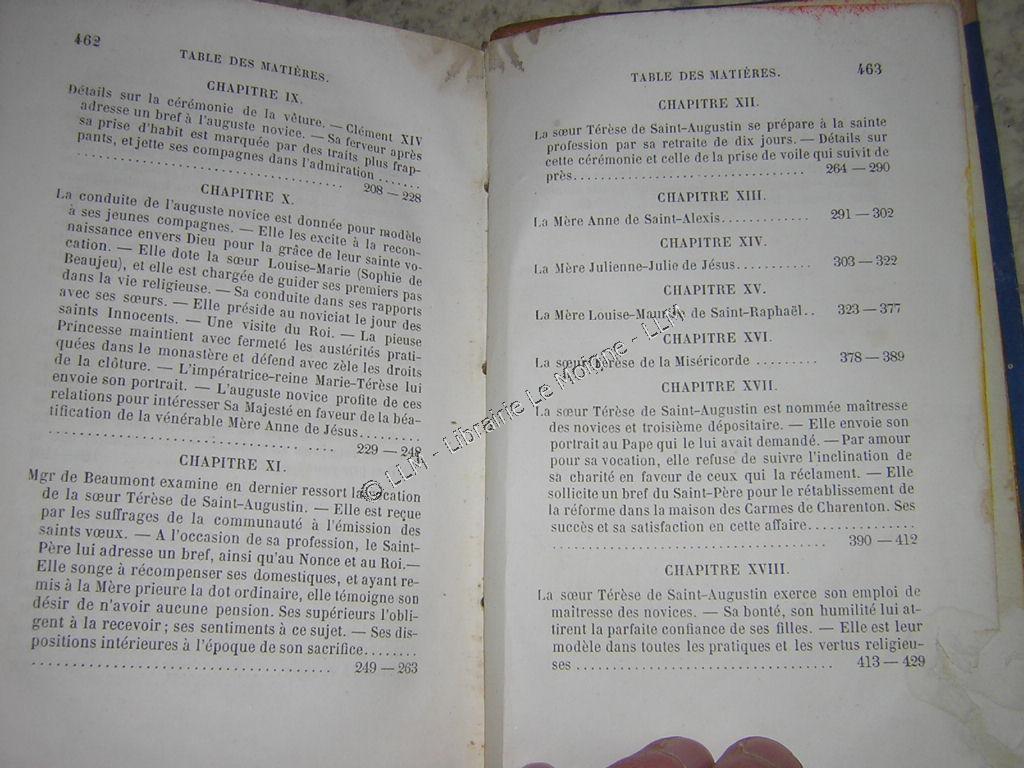 462
TABLE DES MATIÈRES.
CHAPITRE IX.
Détails sur la cérémonie de la vêture. — Clément XIV
adresse un bref à l'auguste novice. — Sa ferveur après
sa prise d'habit est marquée par des traits plus frap-
pants, et jette ses compagnes dans l'admiration.......
................................ 208 — 228
CHAPITRE X.
La conduite de l'auguste novice est donnée pour modèle
à ses jeunes compagnes. — Elle les excite à la recon-
naissance envers Dieu pour la grâce de leur sainte vo-
cation. — Elle dote la sœur Louise-Marie (Sophie de
Beaujeu), et elle est chargée de guider ses premiers pas
dans la vie religieuse. — Sa conduite dans ses rapports
avec ses sœurs. — Elle préside au noviciat le jour des
saints Innocents. — Une visite du Roi. — La pieuse
Princesse maintient avec fermeté les austérités prati-
quées dans le monastère et défend avec zèle les droits
de la clôture. — L'impératrice-reine Marie-Térèse lui
envoie son portrait. — L'auguste novice profite de ces
relations pour intéresser Sa Majesté en faveur de la béa-
tification de la vénérable Mère Anne de Jésus.........
................................ 229 — 248
CHAPITRE XI.
Mgr de Beaumont examine en dernier ressort la vocation
de la sœur Térèse de Saint-Augustin. — Elle est reçue
par les suffrages de la communauté à l'émission des
saints vœux. — A l'occasion de sa profession, le Saint-
Père lui adresse un bref, ainsi qu'au Nonce et au Roi.—
Elle songe à récompenser ses domestiques, et ayant re-
mis à la Mère prieure la dot ordinaire, elle témoigne son
désir de n'avoir aucune pension. Ses supérieurs l'obli-
gent à la recevoir ; ses sentiments à ce sujet. — Ses dis-
positions intérieures à l'époque de son sacrifice........
................................ 249 — 263
TABLE DES MATIÈRES. 463
CHAPITRE XII.
La sœur Térèse de Saint-Augustin se prépare à la sainte
profession par sa retraite de dix jours. — Détails sur
cette cérémonie et celle de la prise de voile qui suivit de
près................................ 264 — 290
CHAPITRE XIII.
La Mère Anne de Saint-Alexis............. 291 — 302
CHAPITRE XIV.
La Mère Julienne-Julie de Jésus........... 303 — 322
CHAPITRE XV.
La Mère Louise-Maurice de Saint-Raphaël.. 323 — 377
CHAPITRE XVI.
La sœur Térèse de la Miséricorde ......... 378 — 389
CHAPITRE XVII.
La sœur Térèse de Saint-Augustin est nommée maîtresse
des novices et troisième dépositaire. — Elle envoie son
portrait au Pape qui le lui avait demandé. — Par amour
pour sa vocation, elle refuse de suivre l'inclination de
sa charité en faveur de ceux qui la réclament. — Elle
sollicite un bref du Saint-Père pour le rétablissement de
la réforme dans la maison des Carmes de Charenton. Ses
succès et sa satisfaction en cette affaire...............
................................ 390 — 412
CHAPITRE XVIII.
La sœur Térèse de Saint-Augustin exerce son emploi de
maîtresse des novices. — Sa bonté, son humilité lui at-
tirent la parfaite confiance de ses filles. — Elle est leur
modèle dans toutes les pratiques et les vertus religieu-
ses ................................ 413 — 429
© LLM - Librairie Le Moigne - LLM